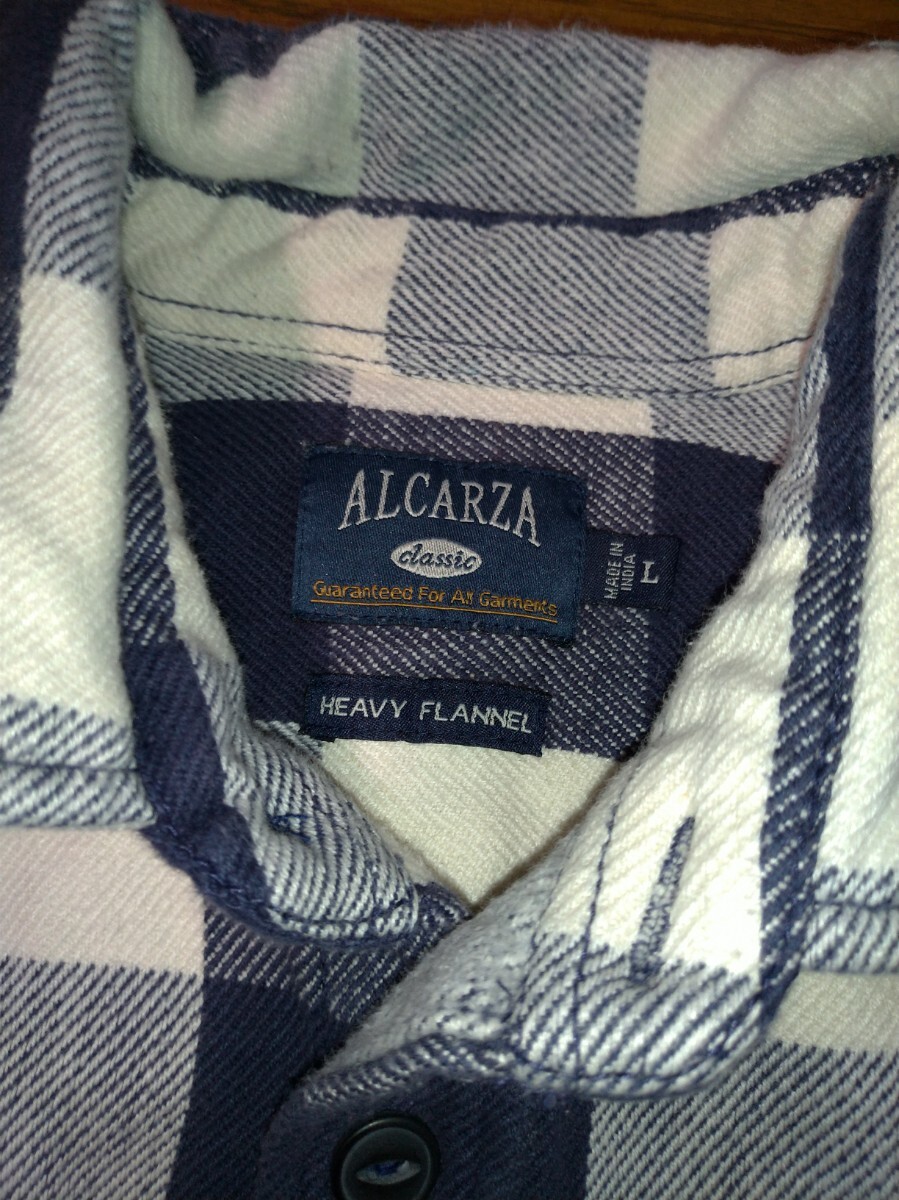 ALCARZA
classic
Guaranteed For All Garments
MADE IN
INDIA
L
HEAVY FLANNEL